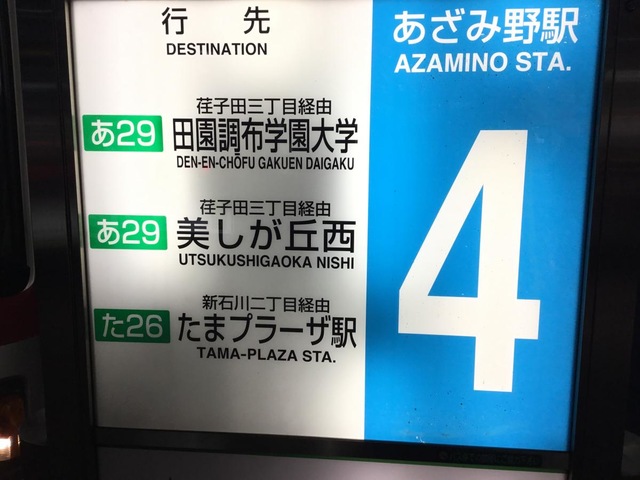 行先
DESTINATION
荏子田三丁目経由
あ29 田園調布学園大学
DEN-EN-CHŌFU GAKUEN DAIGAKU
荏子田三丁目経由
あ29 美しが丘西
UTSUKUSHIGAOKA NISHI
新石川二丁目経由
た26 たまプラーザ駅
TAMA-PLAZA STA.
あざみ野駅
AZAMINO STA.
4